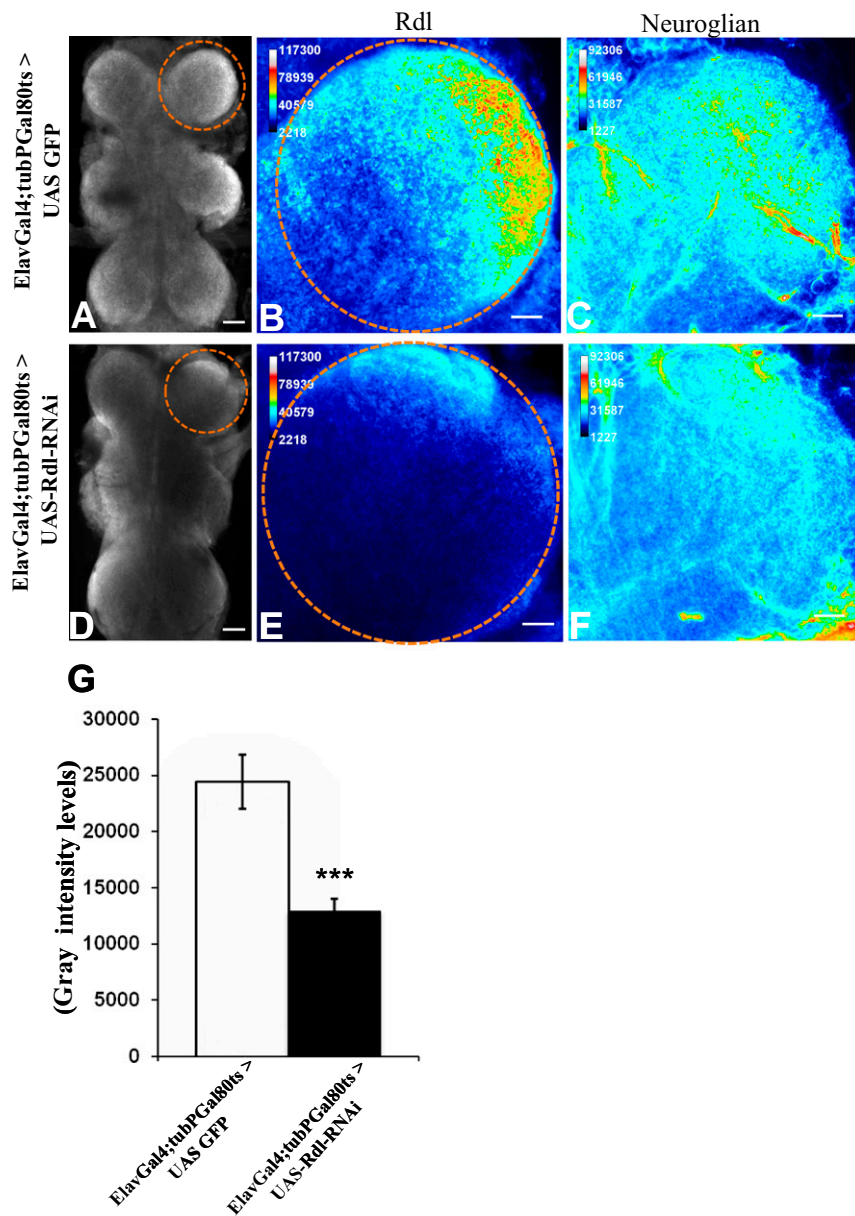 Rdl
Neuroglian
ElavGal4;tubPGal80ts >
UAS GFP
A
117300
78939
40579
2218
B
92306
61946
31587
1227
C
ElavGal4;tubPGal80ts >
UAS-Rdl-RNAi
D
117300
78939
40579
2218
E
92306
61946
31587
1227
F
G
(Gray intensity levels)
30000
25000
20000
15000
10000
5000
0
***
ElavGal4;tubPGal80ts >
UAS GFP
ElavGal4;tubPGal80ts >
UAS-Rdl-RNAi